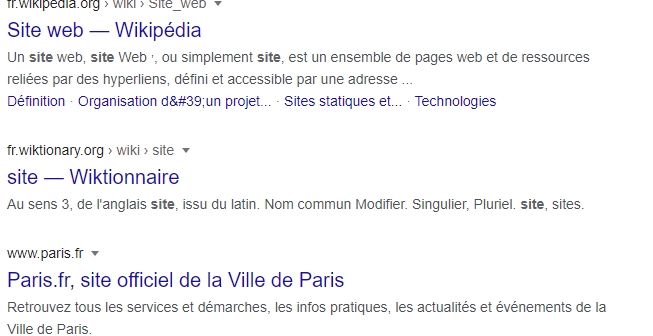 fr.wikipedia.org › wiki › Site_web
Site web — Wikipédia
Un site web, site Web , ou simplement site, est un ensemble de pages web et de ressources
reliées par des hyperliens, défini et accessible par une adresse ...
Définition · Organisation d&#39;un projet... · Sites statiques et... · Technologies
fr.wiktionary.org › wiki › site
site — Wiktionnaire
Au sens 3, de l'anglais site, issu du latin. Nom commun Modifier. Singulier, Pluriel. site, sites.
www.paris.fr
Paris.fr, site officiel de la Ville de Paris
Retrouvez tous les services et démarches, les infos pratiques, les actualités et événements de la
Ville de Paris.